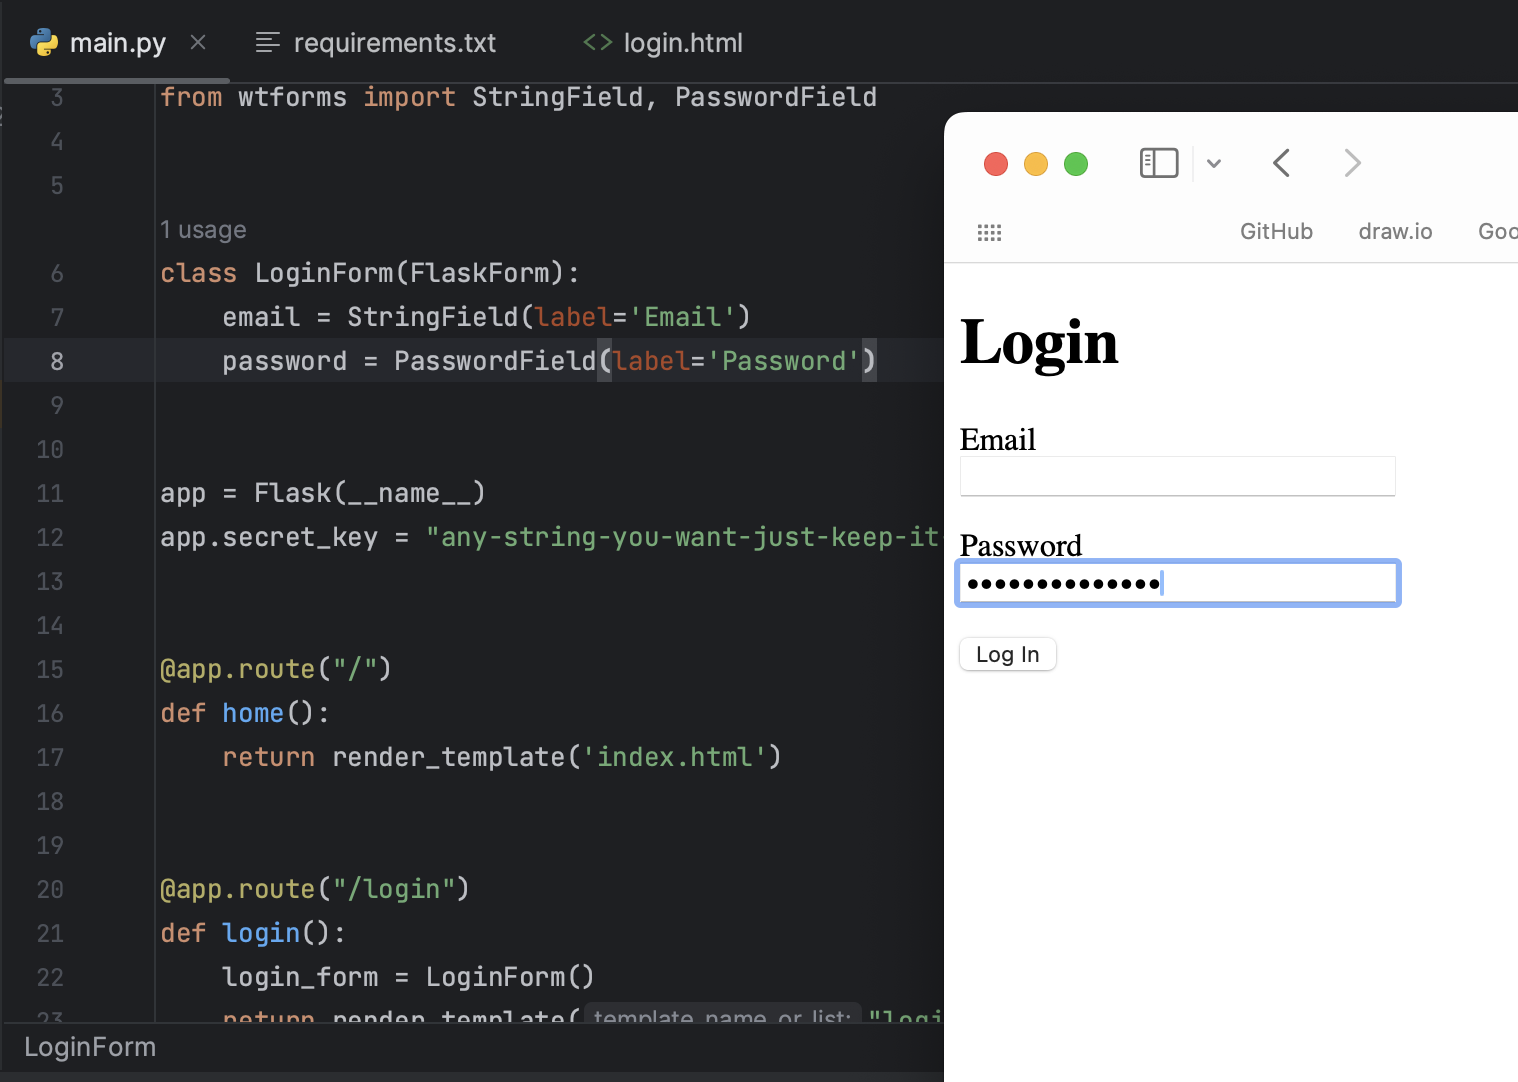 main.py
requirements.txt
<> login.html
3 from wtforms import StringField, PasswordField
4
5
1 usage
6 class LoginForm(FlaskForm):
7 email = StringField(label='Email')
8 password = PasswordField(label='Password')
9
10
11 app = Flask(__name__)
12 app.secret_key = "any-string-you-want-just-keep-it
13
14
15 @app.route("/")
16 def home():
17 return render_template('index.html')
18
19
20 @app.route("/login")
21 def login():
22 login_form = LoginForm()
23 return render_template( template_name_or_list: "logi
LoginForm
GitHub
draw.io
Goo
Login
Email
Password
••••••••••••••
Log In